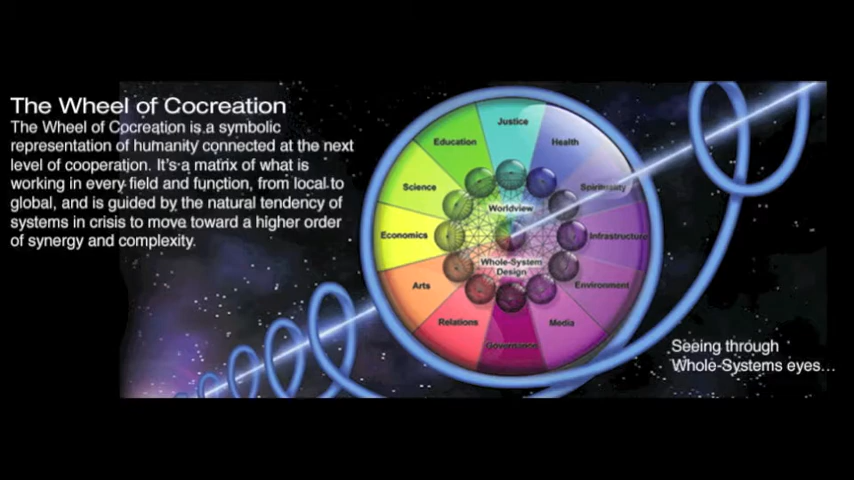 The Wheel of Cocreation
The Wheel of Cocreation is a symbolic
representation of humanity connected at the next
level of cooperation. It's a matrix of what is
working in every field and function, from local to
global, and is guided by the natural tendency of
systems in crisis to move toward a higher order
of synergy and complexity.
Justice
Education
Health
Science
Spirituality
Worldview
Economics
Infrastructure
Whole-System
Design
Arts
Environment
Relations
Media
Governance
Seeing through
Whole-Systems eyes...